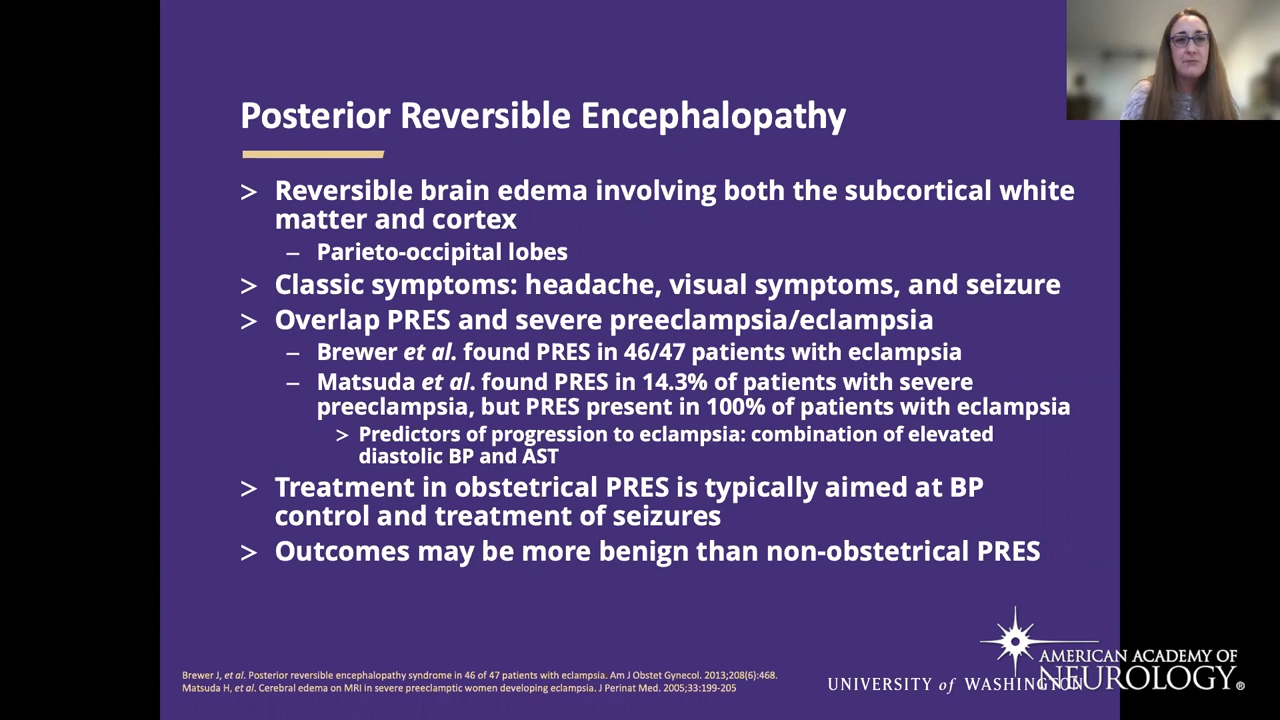 Posterior Reversible Encephalopathy
> Reversible brain edema involving both the subcortical white
matter and cortex
– Parieto-occipital lobes
> Classic symptoms: headache, visual symptoms, and seizure
> Overlap PRES and severe preeclampsia/eclampsia
– Brewer et al. found PRES in 46/47 patients with eclampsia
– Matsuda et al. found PRES in 14.3% of patients with severe
preeclampsia, but PRES present in 100% of patients with eclampsia
> Predictors of progression to eclampsia: combination of elevated
diastolic BP and AST
> Treatment in obstetrical PRES is typically aimed at BP
control and treatment of seizures
> Outcomes may be more benign than non-obstetrical PRES
Brewer J, et al. Posterior reversible encephalopathy syndrome in 46 of 47 patients with eclampsia. Am J Obstet Gynecol. 2013;208(6):468.
Matsuda H, et al. Cerebral edema on MRI in severe preeclamptic women developing eclampsia. J Perinat Med. 2005;33:199-205
UNIVERSITY of WASHINGTON
AMERICAN ACADEMY OF
NEUROLOGY®